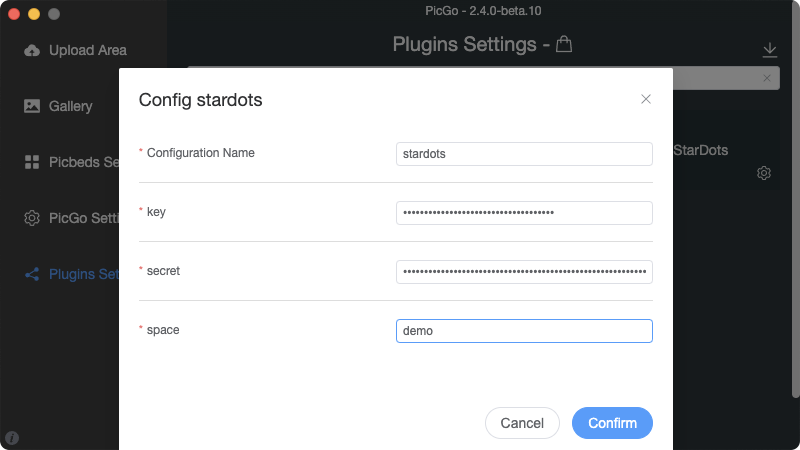 PicGo - 2.4.0-beta.10
Upload Area
Gallery
Picbeds Se
PicGo Setti
Plugins Set
Plugins Settings -
StarDots
Config stardots
* Configuration Name
stardots
* key
••••••••••••••••••••••••••••••••••••
* secret
••••••••••••••••••••••••••••••••••••••••••••••••••••••••••
* space
demo
Cancel
Confirm